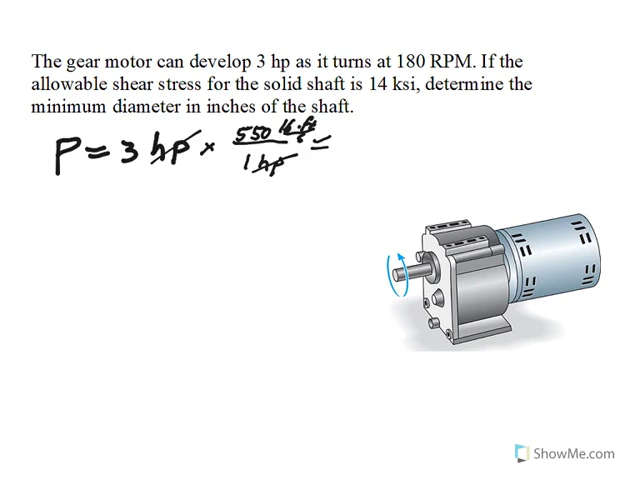 The gear motor can develop 3 hp as it turns at 180 RPM. If the
allowable shear stress for the solid shaft is 14 ksi, determine the
minimum diameter in inches of the shaft.
P = 3 hp × 550 lb·ft/s / 1 hp =
ShowMe.com